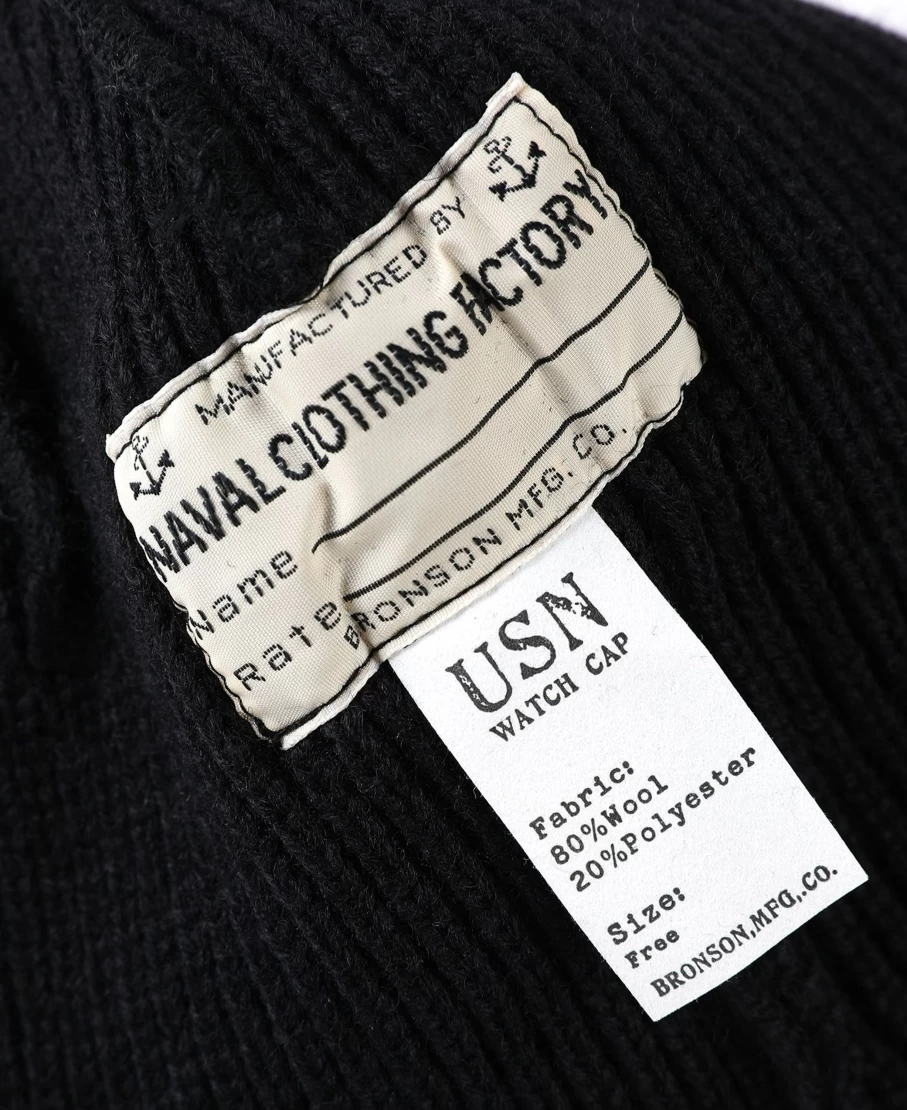 MANUFACTURED BY
NAVAL CLOTHING FACTORY
Name
Rate
BRONSON MFG. CO.
USN
WATCH CAP
Fabric:
80%Wool
20%Polyester
Size:
Free
BRONSON,MFG,.CO.